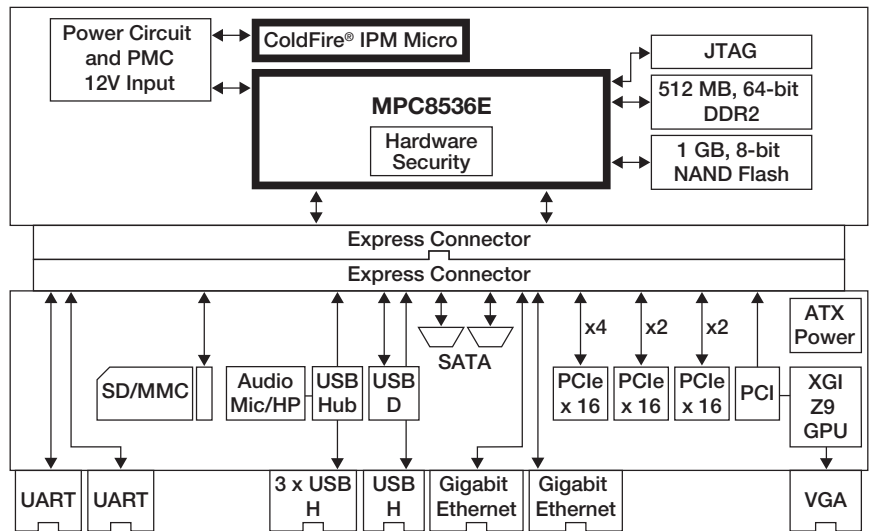 Power Circuit
and PMC
12V Input
ColdFire® IPM Micro
MPC8536E
Hardware
Security
JTAG
512 MB, 64-bit
DDR2
1 GB, 8-bit
NAND Flash
Express Connector
Express Connector
SD/MMC
Audio
Mic/HP
USB
Hub
USB
D
SATA
x4
x2
x2
PCIe
x 16
PCIe
x 16
PCIe
x 16
PCI
ATX
Power
XGI
Z9
GPU
UART
UART
3 x USB
H
USB
H
Gigabit
Ethernet
Gigabit
Ethernet
VGA